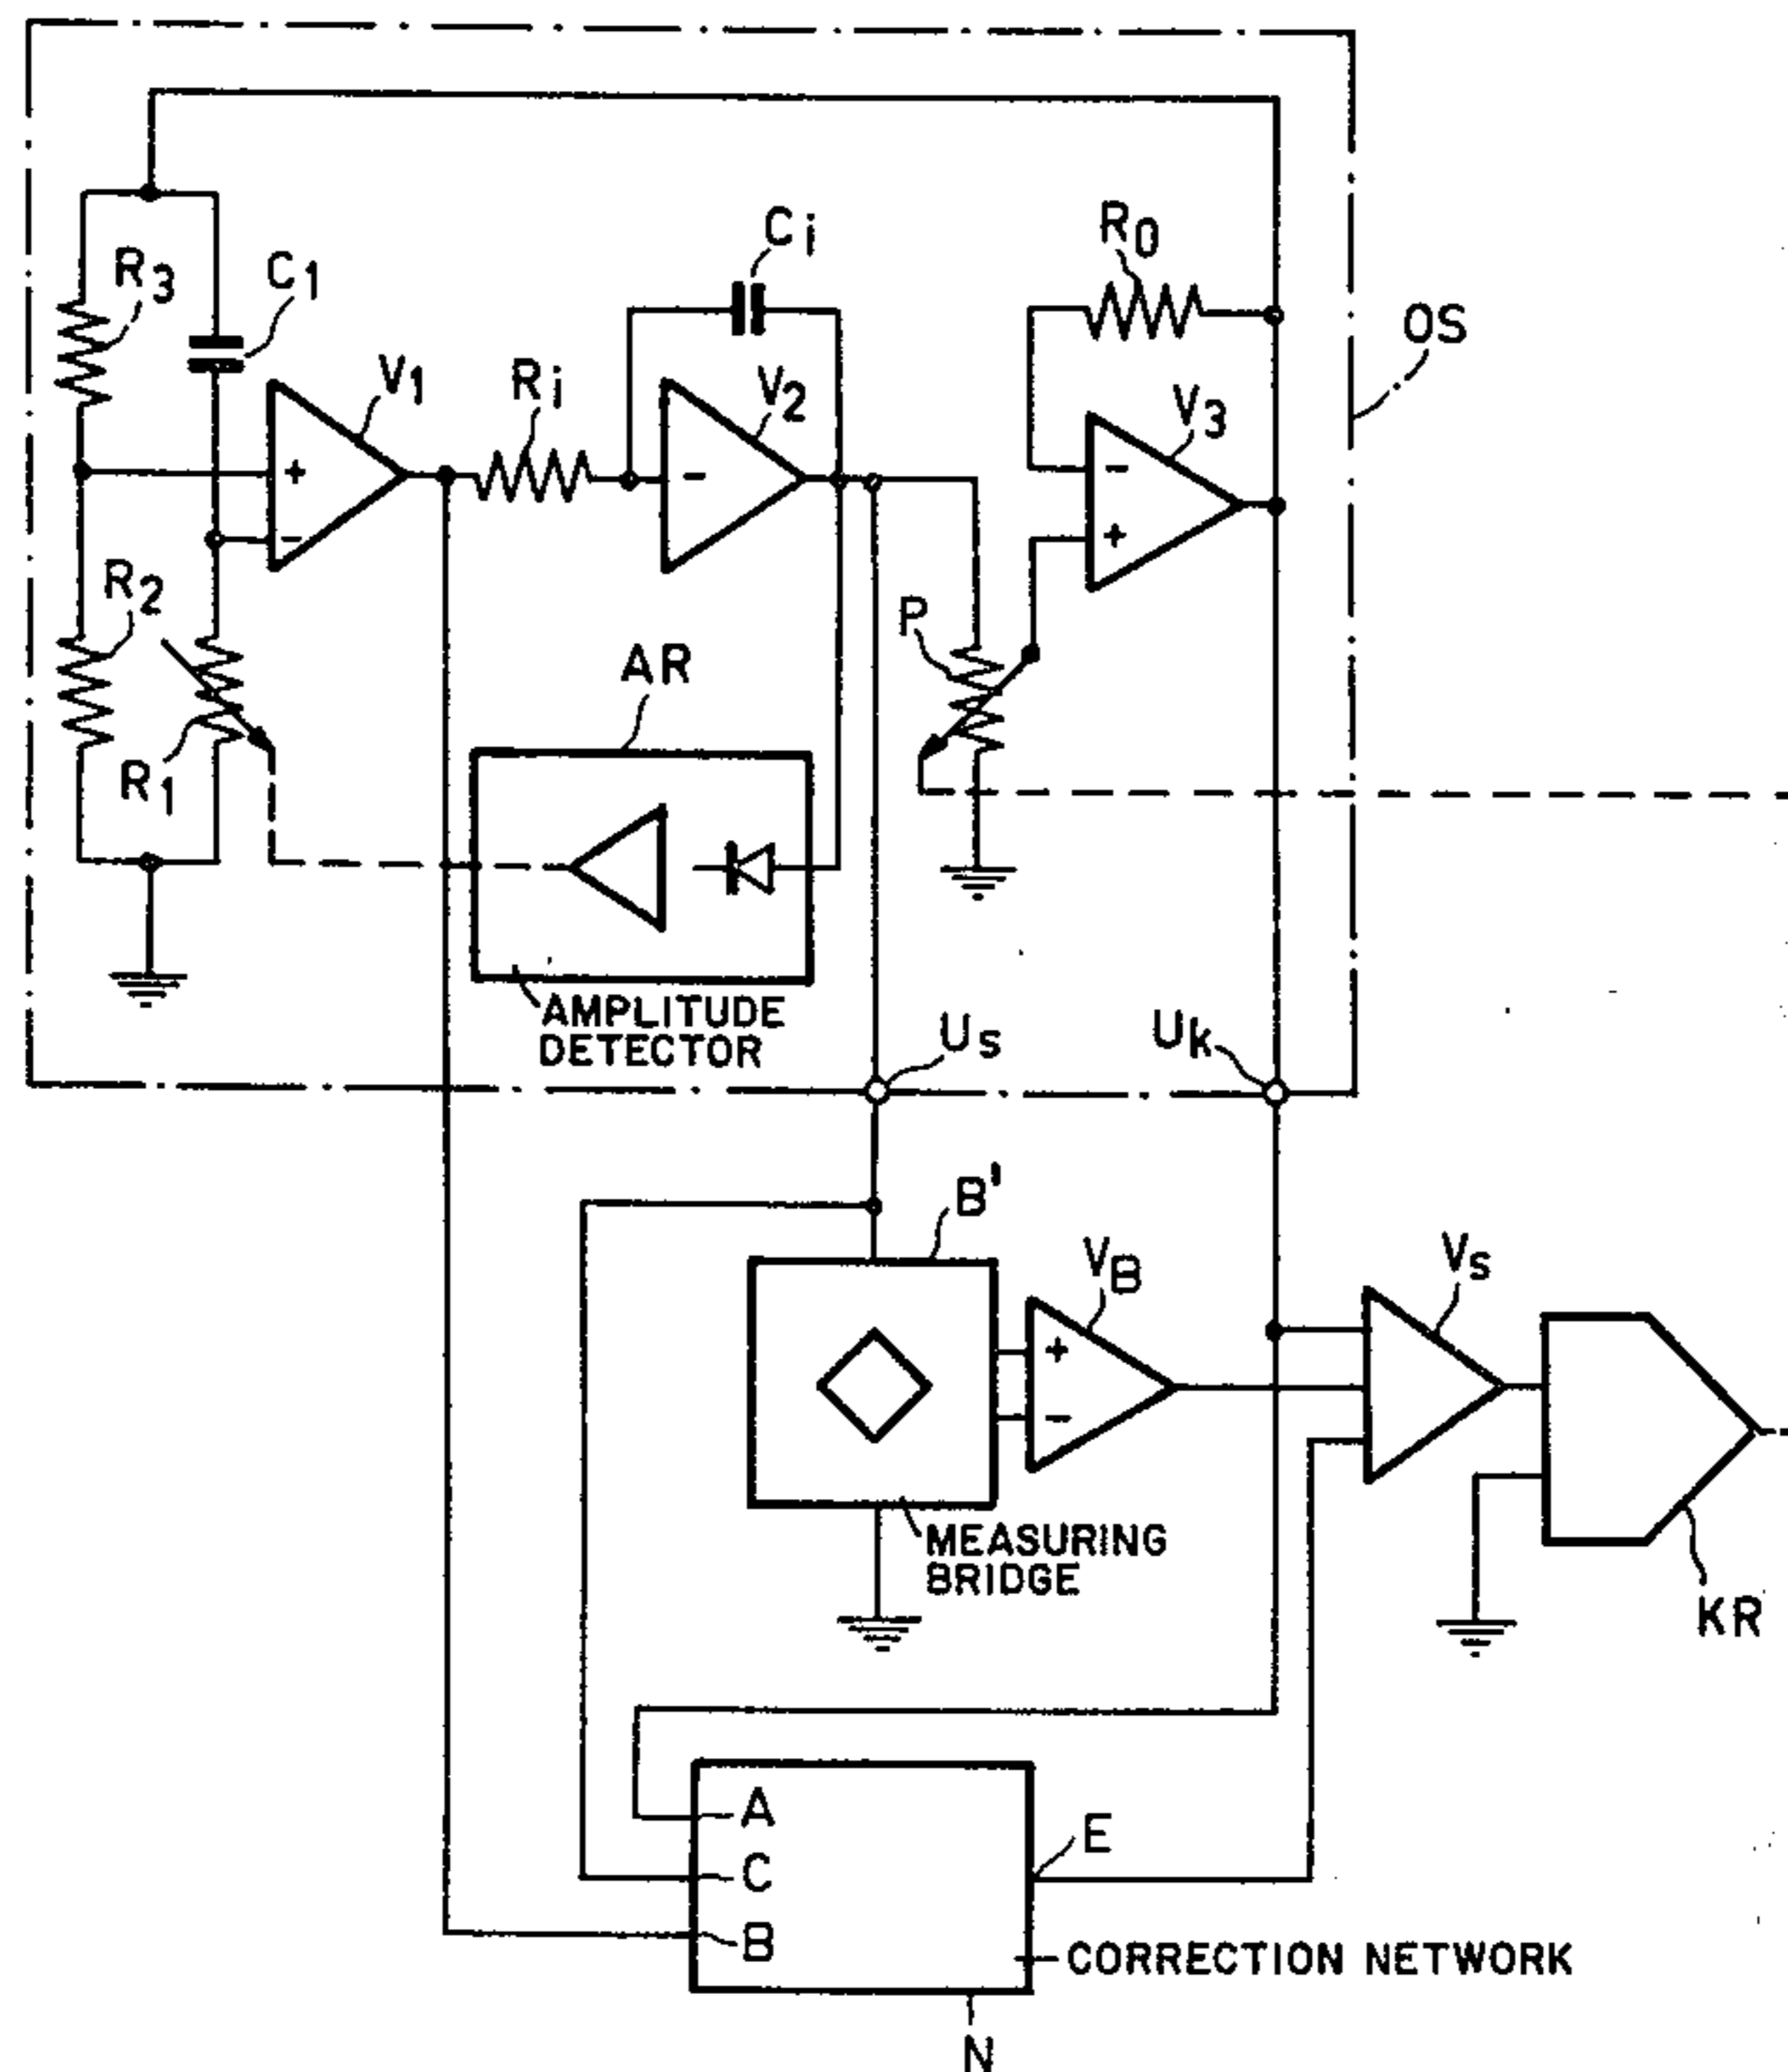 R3
C1
Ci
R0
OS
V1
Ri
V2
V3
+
-
-
-
+
R2
P
AR
R1
AMPLITUDE
DETECTOR
Us
Uk
B'
VB
Vs
+
-
MEASURING
BRIDGE
KR
A
C
B
E
CORRECTION NETWORK
N